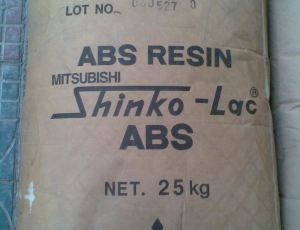 LOT NO.
ABS RESIN
MITSUBISHI
Shinko-Lac®
ABS
NET. 25kg